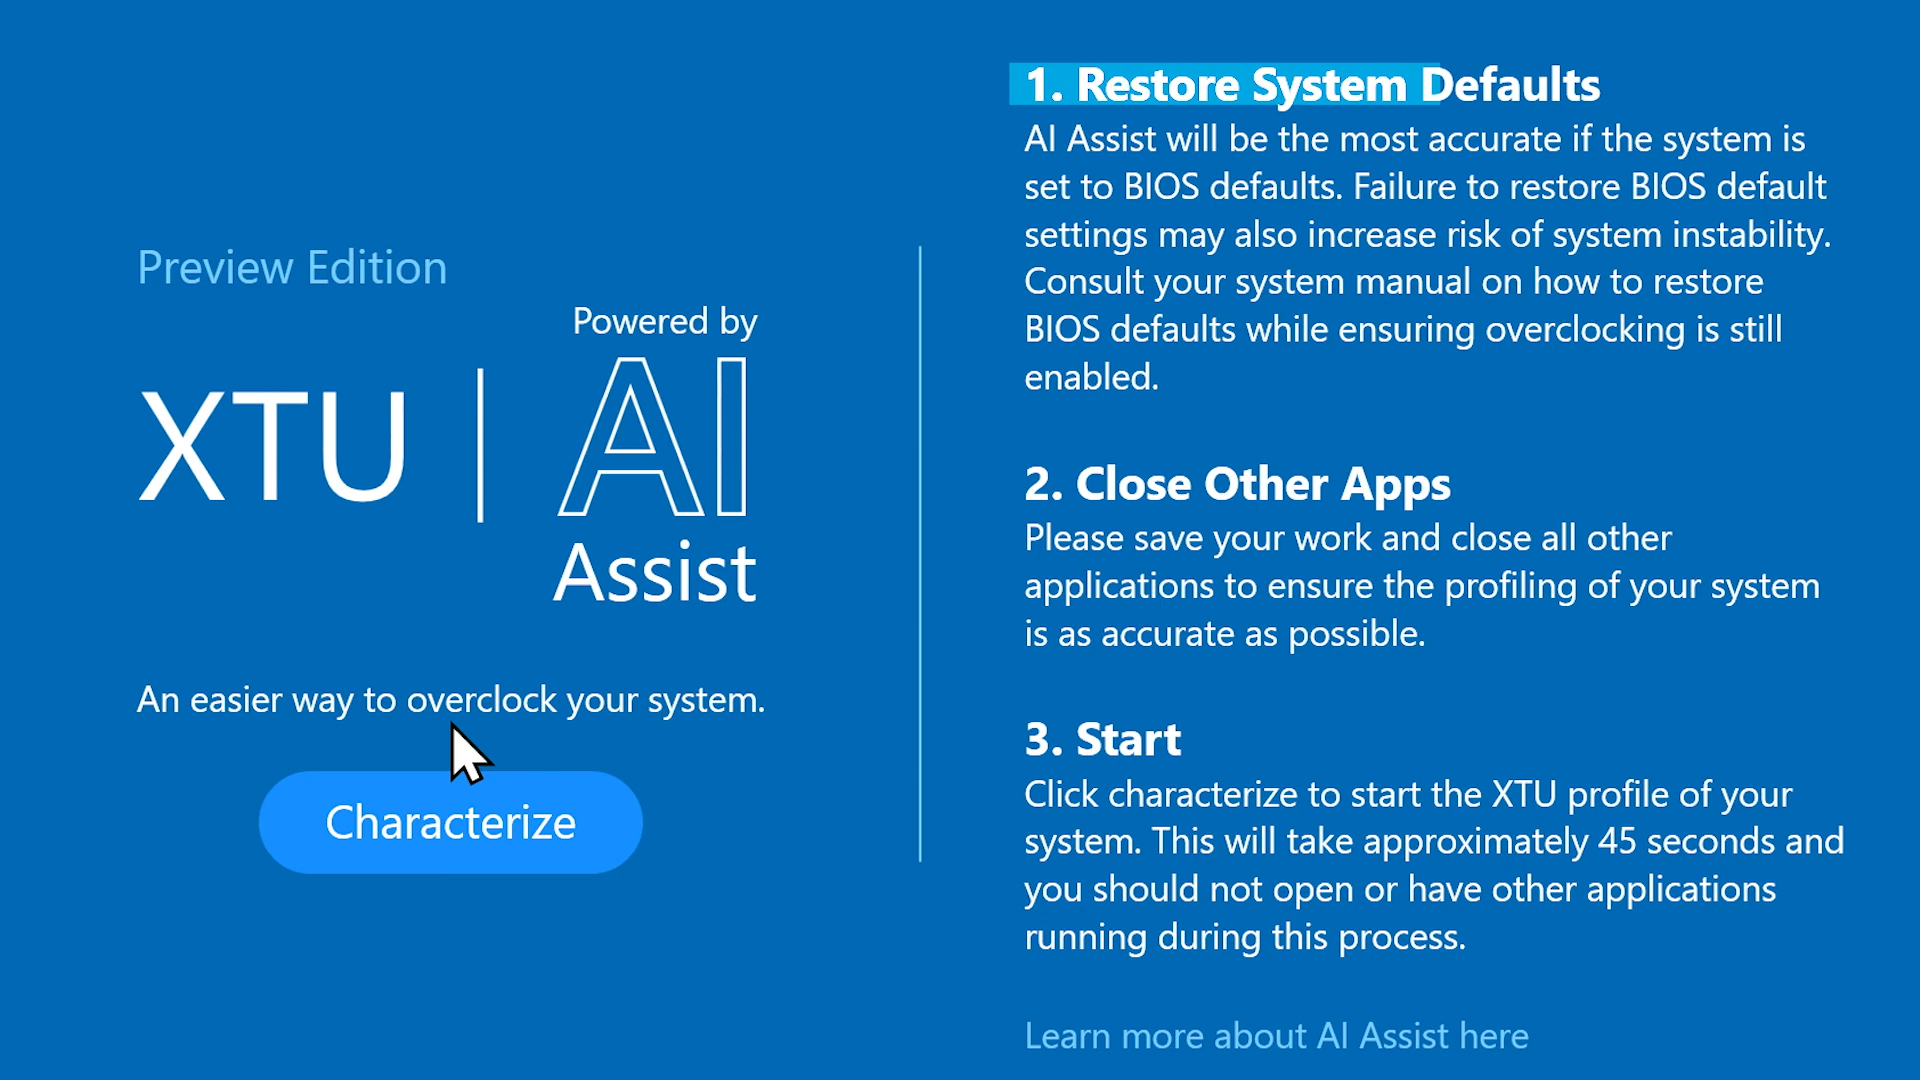 Preview Edition
Powered by
XTU
AI
Assist
An easier way to overclock your system.
Characterize
1. Restore System Defaults
AI Assist will be the most accurate if the system is
set to BIOS defaults. Failure to restore BIOS default
settings may also increase risk of system instability.
Consult your system manual on how to restore
BIOS defaults while ensuring overclocking is still
enabled.
2. Close Other Apps
Please save your work and close all other
applications to ensure the profiling of your system
is as accurate as possible.
3. Start
Click characterize to start the XTU profile of your
system. This will take approximately 45 seconds and
you should not open or have other applications
running during this process.
Learn more about AI Assist here